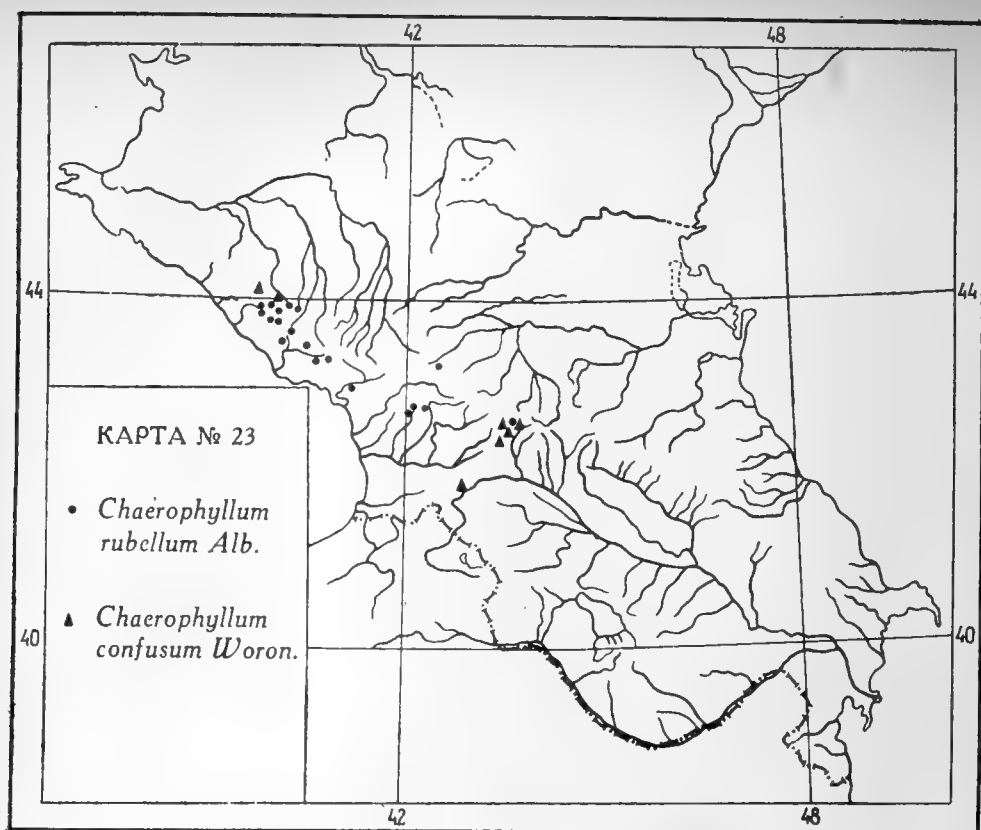 42 48
44 44
КАРТА № 23
Chaerophyllum
rubellum Alb.
Chaerophyllum
confusum Woron.
40 40
42 48